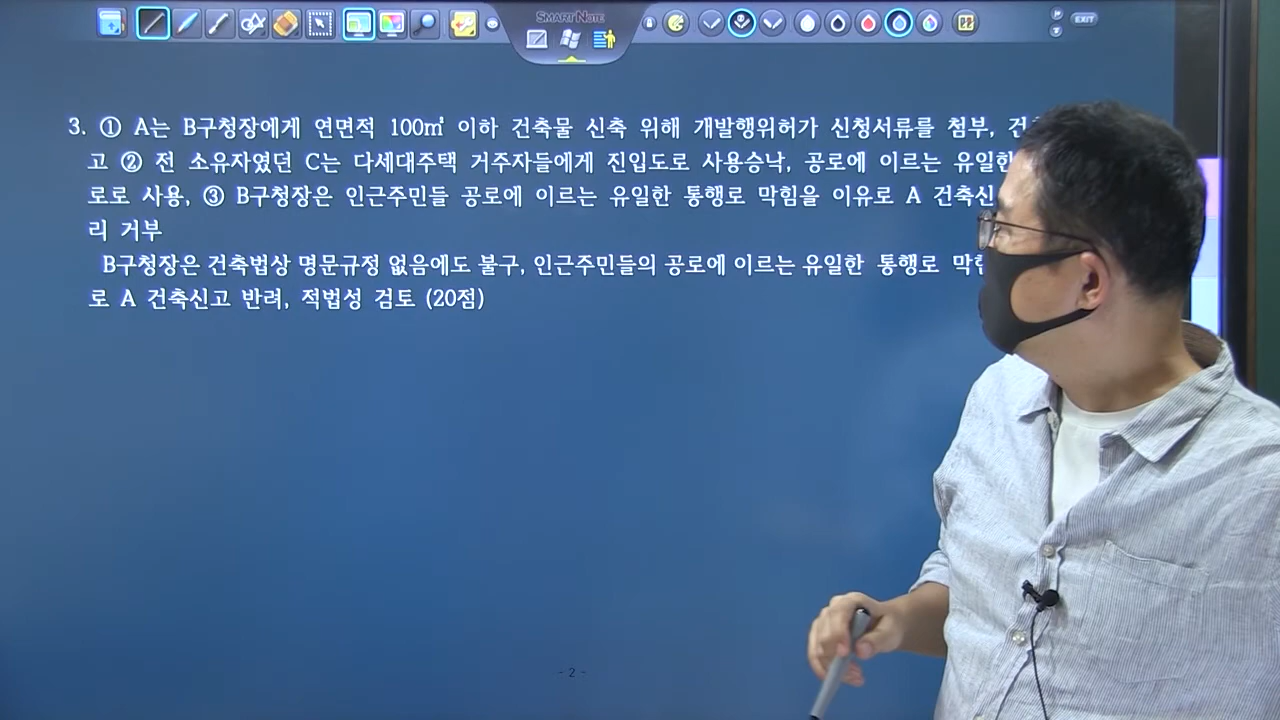 SMART NOTE
EXIT
3. ① A는 B구청장에게 연면적 100㎡ 이하 건축물 신축 위해 개발행위허가 신청서류를 첨부,
고 ② 전 소유자였던 C는 다세대주택 거주자들에게 진입도로 사용승낙, 공로에 이르는
로로 사용, ③ B구청장은 인근주민들 공로에 이르는 유일한 통행로 막힘을 이유로 A
리 거부
B구청장은 건축법상 명문규정 없음에도 불구, 인근주민들의 공로에 이르는 유일한 통행로
로 A 건축신고 반려, 적법성 검토 (20점)
- 2 -